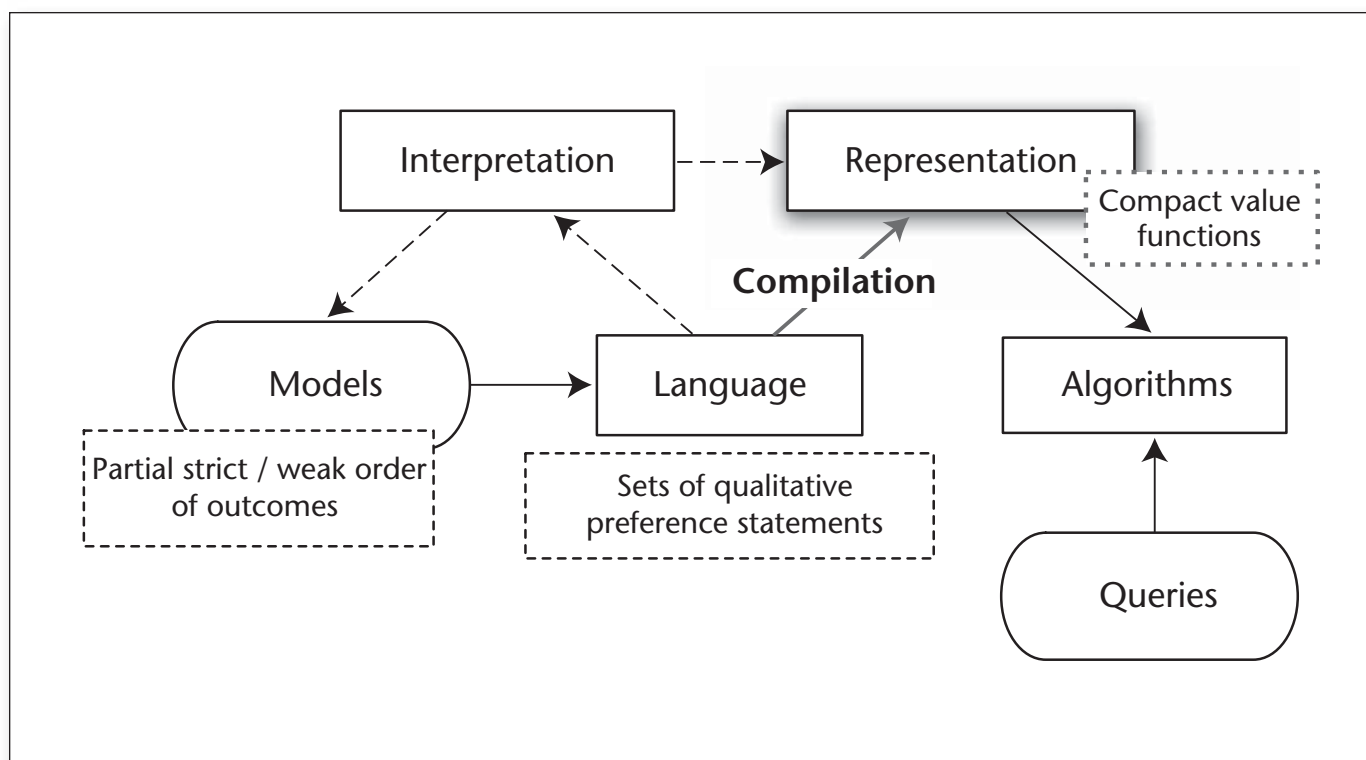 Interpretation
Representation
Compact value
functions
Compilation
Models
Language
Algorithms
Partial strict / weak order
of outcomes
Sets of qualitative
preference statements
Queries